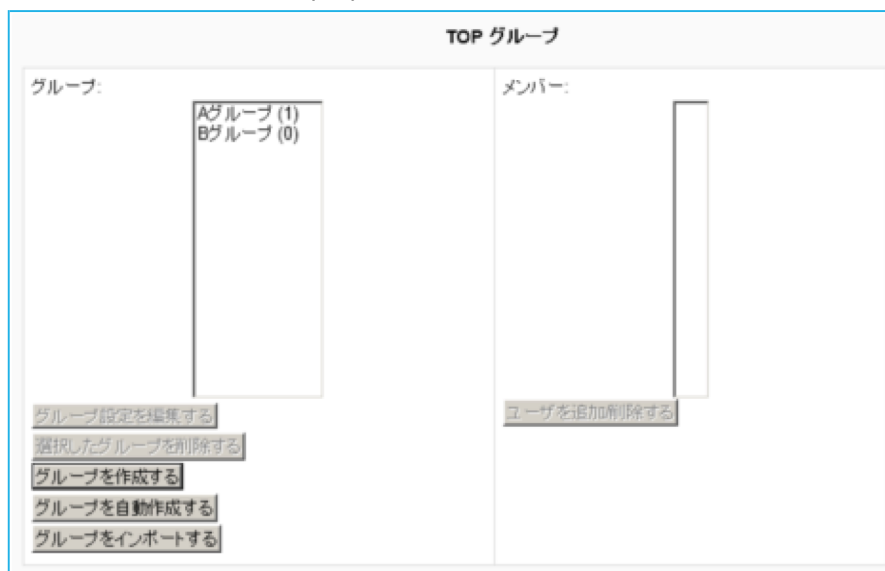 TOP グループ
グループ:
メンバー:
Aグループ (1)
Bグループ (0)
グループ設定を編集する
ユーザを追加/削除する
選択したグループを削除する
グループを作成する
グループを自動作成する
グループをインポートする